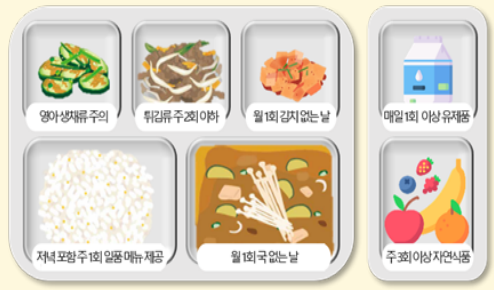 영아 생채류 주의
튀김류 주 2회 이하
월 1회 김치 없는 날
매일 1회 이상 유제품
저녁 포함 주 1회 일품 메뉴 제공
월 1회 국 없는 날
주 3회 이상 자연식품